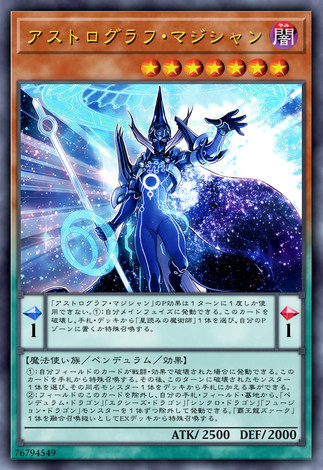 アストログラフ・マジシャン
やみ
闇
「アストログラフ・マジシャン」のP効果は1ターンに1度しか使
用できない。①:自分メインフェイズに発動できる。このカードを
破壊し、手札・デッキから「星読みの魔術師」1体を選び、自分のP
ゾーンに置くか特殊召喚する。
1
1
【魔法使い族/ペンデュラム/効果】
①:自分フィールドのカードが戦闘・効果で破壊された場合に発動できる。このカ
ードを手札から特殊召喚する。その後、このターンに破壊されたモンスター
1体を選び、その同名モンスター1体をデッキから手札に加える事ができる。
②:フィールドのこのカードを除外し、自分の手札・フィールド・墓地から、「ペ
ンデュラム・ドラゴン」「エクシーズ・ドラゴン」「シンクロ・ドラゴン」「フュージ
ョン・ドラゴン」モンスターを1体ずつ除外して発動できる。「覇王龍ズァーク」
1体を融合召喚扱いとしてEXデッキから特殊召喚する。
ATK/2500 DEF/2000
76794549